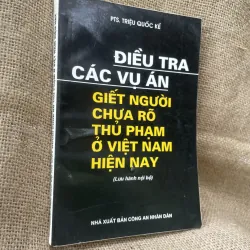 PTS. TRIỆU QUỐC KẾ
ĐIỀU TRA
CÁC VỤ ÁN
GIẾT NGƯỜI
CHƯA RÕ
THỦ PHẠM
Ở VIỆT NAM
HIỆN NAY
(Lưu hành nội bộ)
NHÀ XUẤT BẢN CÔNG AN NHÂN DÂN